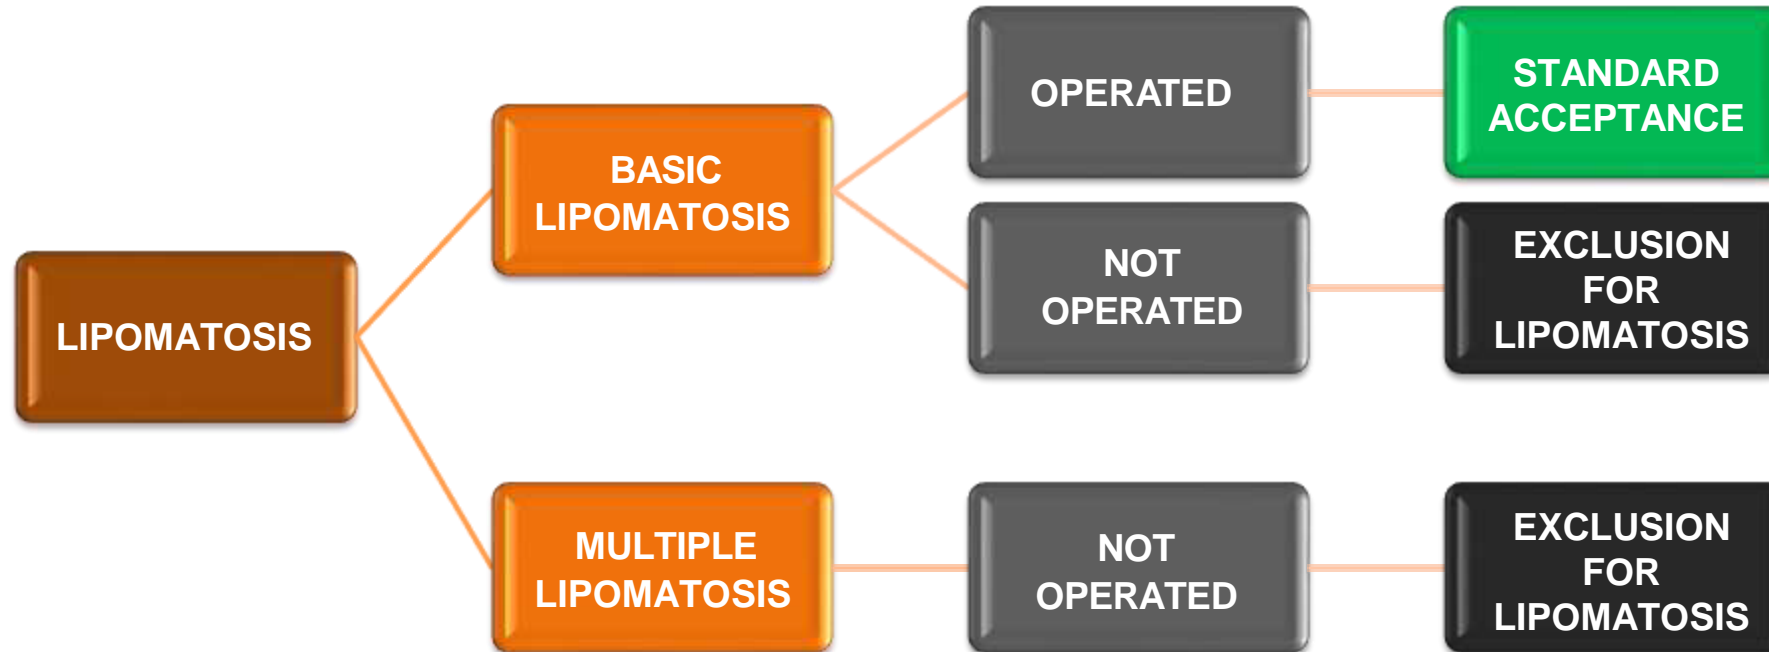 LIPOMATOSIS
BASIC
LIPOMATOSIS
OPERATED
STANDARD
ACCEPTANCE
NOT
OPERATED
EXCLUSION
FOR
LIPOMATOSIS
MULTIPLE
LIPOMATOSIS
NOT
OPERATED
EXCLUSION
FOR
LIPOMATOSIS